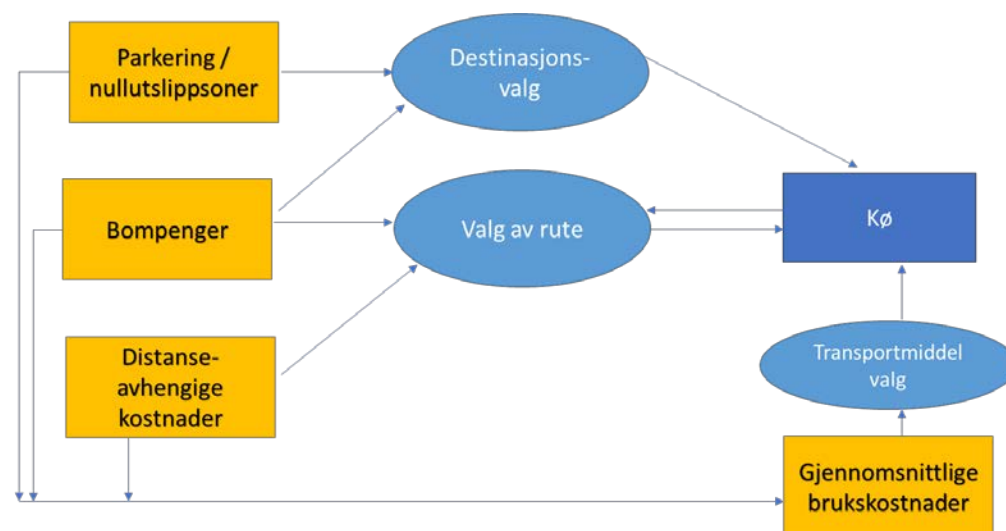 Parkering /
nullutslippsoner
Destinasjons-
valg
Bompenger
Valg av rute
Kø
Distanse-
avhengige
kostnader
Transportmiddel
valg
Gjennomsnittlige
brukskostnader